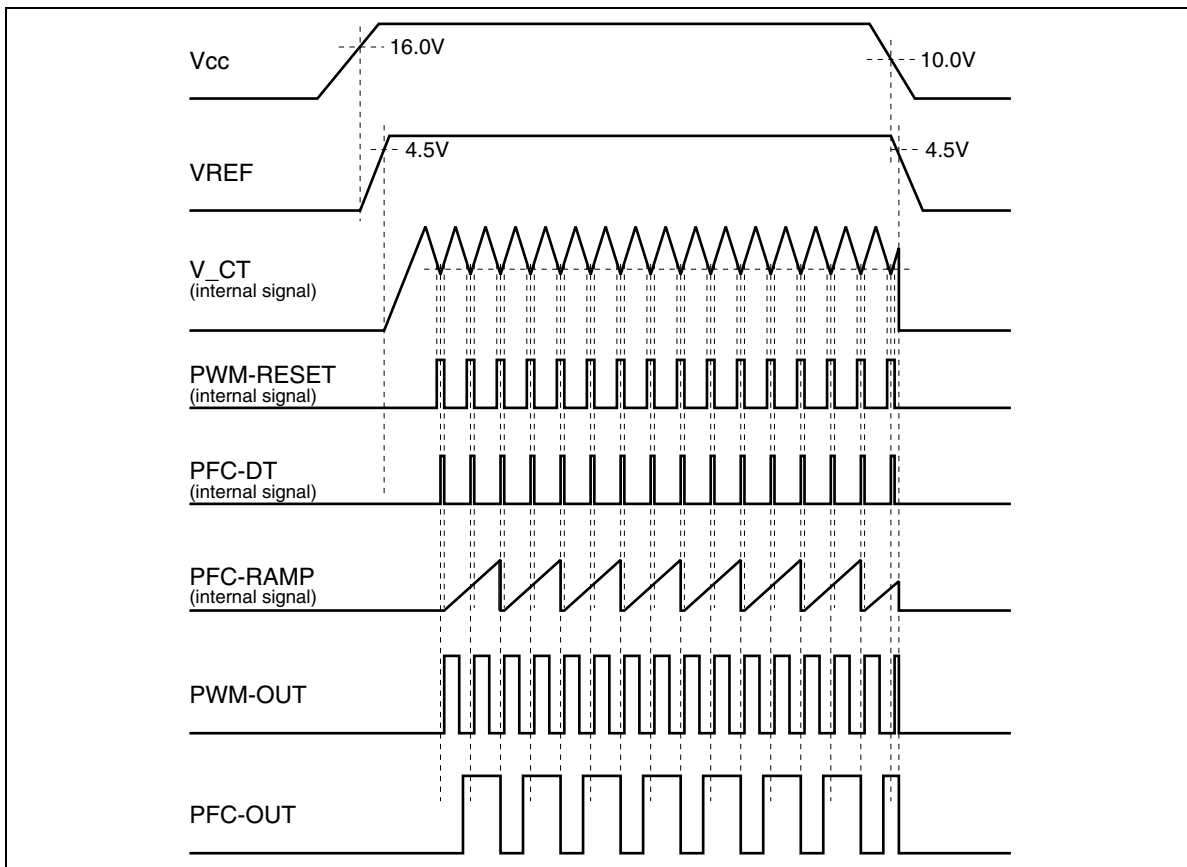 Vcc
16.0V
10.0V
VREF
4.5V
4.5V
V_CT
(internal signal)
PWM-RESET
(internal signal)
PFC-DT
(internal signal)
PFC-RAMP
(internal signal)
PWM-OUT
PFC-OUT